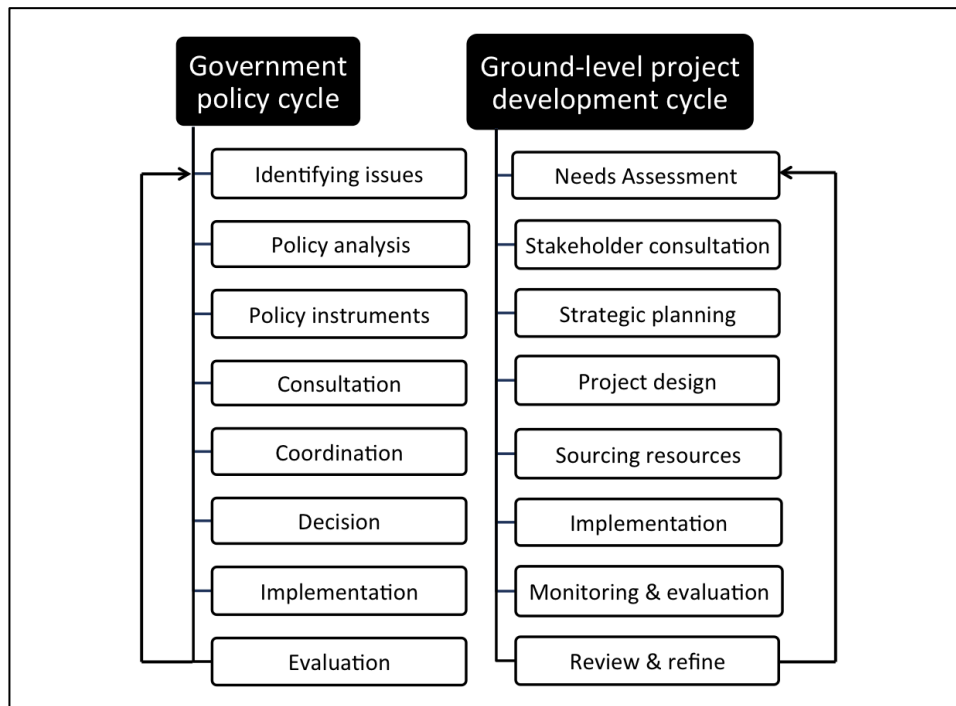 Government
policy cycle
Identifying issues
Policy analysis
Policy instruments
Consultation
Coordination
Decision
Implementation
Evaluation
Ground-level project
development cycle
Needs Assessment
Stakeholder consultation
Strategic planning
Project design
Sourcing resources
Implementation
Monitoring & evaluation
Review & refine